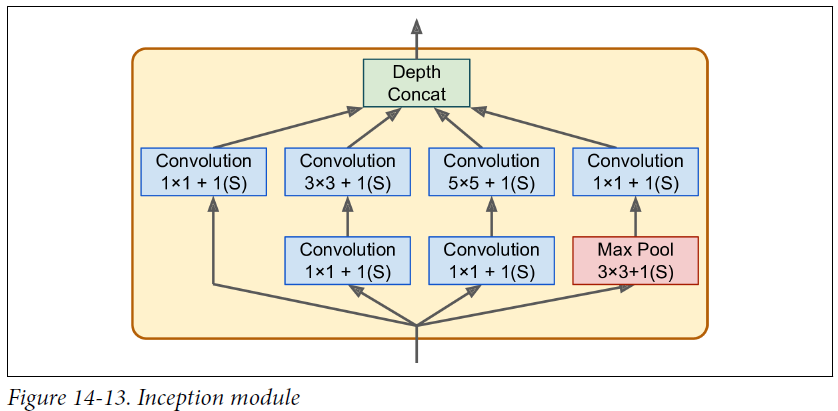 Depth
Concat
Convolution
1×1 + 1(S)
Convolution
3×3 + 1(S)
Convolution
5×5 + 1(S)
Convolution
1×1 + 1(S)
Convolution
1×1 + 1(S)
Convolution
1×1 + 1(S)
Max Pool
3×3+1(S)
Figure 14-13. Inception module